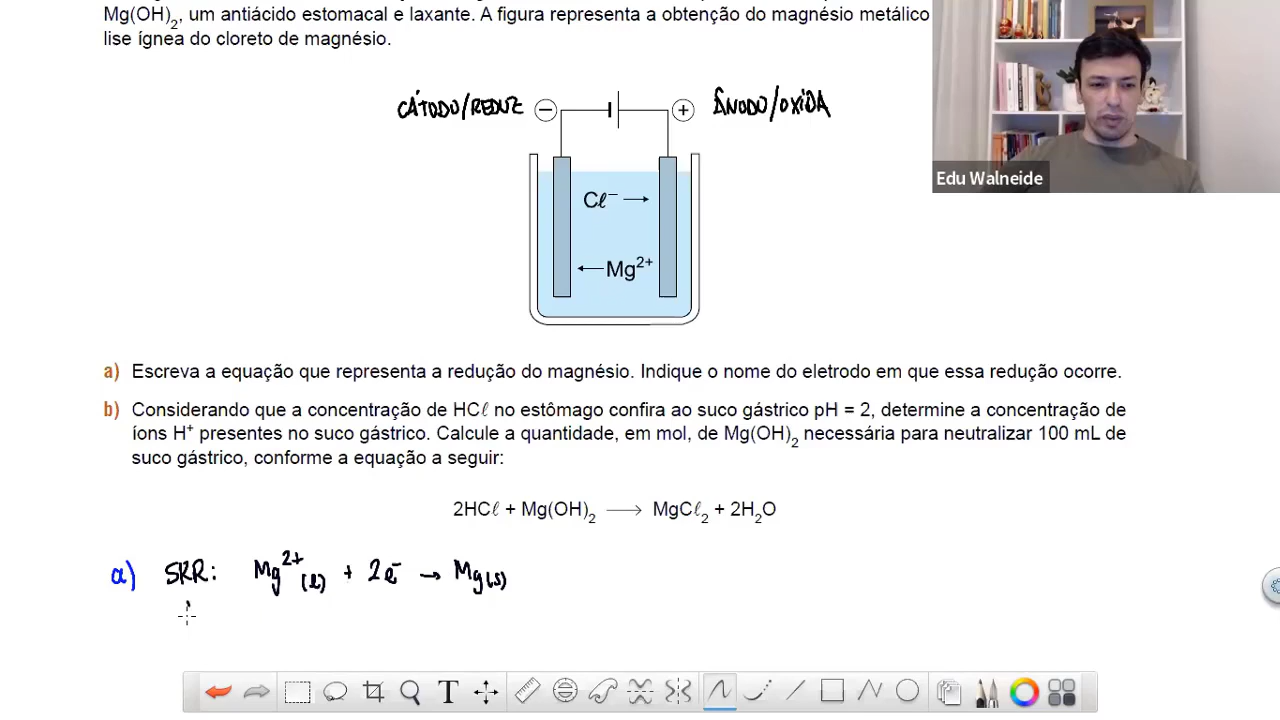 Mg(OH)₂, um antiácido estomacal e laxante. A figura representa a obtenção do magnésio metálico
lise ígnea do cloreto de magnésio.
CÁTODO/REDUZ − + ÂNODO/OXIDA
Cℓ⁻ →
← Mg²⁺
Edu Walneide
a) Escreva a equação que representa a redução do magnésio. Indique o nome do eletrodo em que essa redução ocorre.
b) Considerando que a concentração de HCℓ no estômago confira ao suco gástrico pH = 2, determine a concentração de
íons H⁺ presentes no suco gástrico. Calcule a quantidade, em mol, de Mg(OH)₂ necessária para neutralizar 100 mL de
suco gástrico, conforme a equação a seguir:
2HCℓ + Mg(OH)₂ ⟶ MgCℓ₂ + 2H₂O
a) SRR: Mg²⁺(l) + 2e⁻ → Mg(s)
T